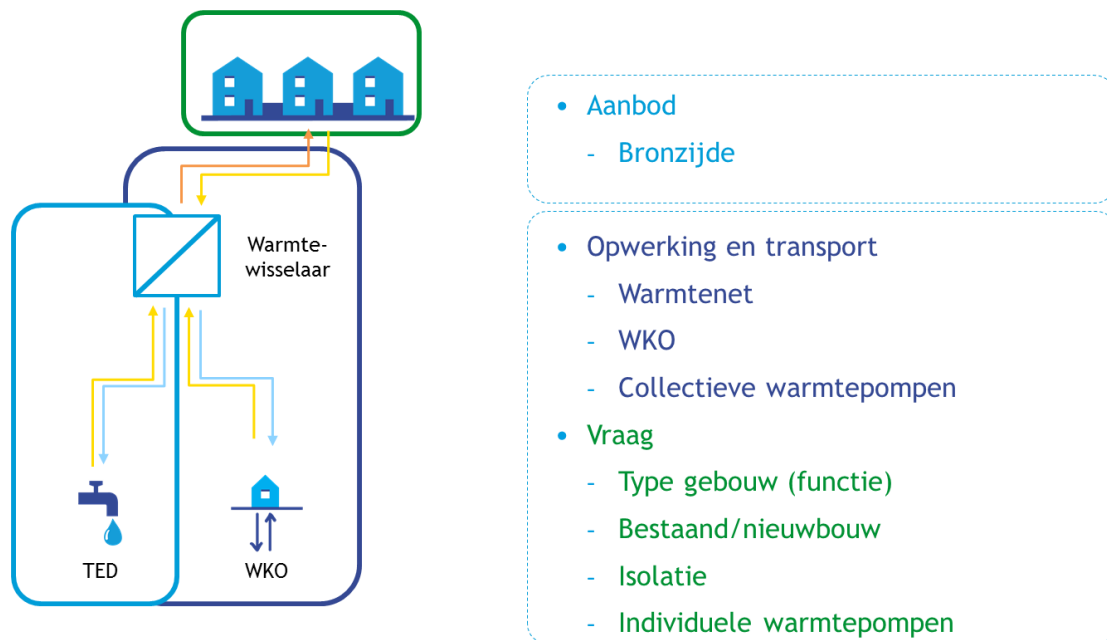 Warmte-
wisselaar
TED
WKO
• Aanbod
- Bronzijde
• Opwerking en transport
- Warmtenet
- WKO
- Collectieve warmtepompen
• Vraag
- Type gebouw (functie)
- Bestaand/nieuwbouw
- Isolatie
- Individuele warmtepompen